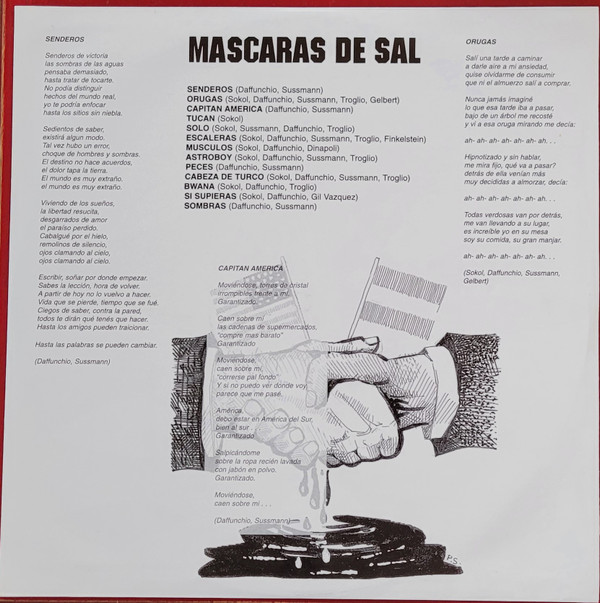 SENDEROS
Senderos de victoria
las sombras de las aguas
pensaba demasiado,
hasta tratar de tocarte.
No podía distinguir
hechos del mundo real,
yo te podría enfocar
hasta los sitios sin niebla.
Sedientos de saber,
existirá algun modo.
Tal vez hubo un error,
choque de hombres y sombras.
El destino no hace acuerdos,
el dolor tapa la tierra.
El mundo es muy extraño.
el mundo es muy extraño.
Viviendo de los sueños,
la libertad resucita,
desgarrados de amor
el paraíso perdido.
Cabalgué por el hielo,
remolinos de silencio,
ojos clamando al cielo,
ojos clamando al cielo.
Escribir, soñar por donde empezar.
Sabes la lección, hora de volver.
A partir de hoy no lo vuelvo a hacer.
Vida que se pierde, tiempo que se fué.
Ciegos de saber, contra la pared,
todos te dirán qué tenés que hacer.
Hasta los amigos pueden traicionar.
Hasta las palabras se pueden cambiar.
(Daffunchio, Sussmann)
MASCARAS DE SAL
SENDEROS (Daffunchio, Sussmann)
ORUGAS (Sokol, Daffunchio, Sussmann, Troglio, Gelbert)
CAPITAN AMERICA (Daffunchio, Sussmann)
TUCAN (Sokol)
SOLO (Sokol, Sussmann, Daffunchio, Troglio)
ESCALERAS (Sokol, Daffunchio, Sussmann, Troglio, Finkelstein)
MUSCULOS (Sokol, Daffunchio, Dinapoli)
ASTROBOY (Sokol, Daffunchio, Sussmann, Troglio)
PECES (Daffunchio, Sussmann)
CABEZA DE TURCO (Sokol, Daffunchio, Sussmann, Troglio)
BWANA (Sokol, Daffunchio, Troglio)
SI SUPIERAS (Sokol, Daffunchio, Gil Vazquez)
SOMBRAS (Daffunchio, Sussmann)
CAPITAN AMERICA
Moviéndose, torres de cristal
irrompibles frente a mí.
Garantizado.
Caen sobre mí
las cadenas de supermercados,
"compre mas barato"
Garantizado
Moviéndose,
caen sobre mí,
"correrse pal fondo"
Y si no puedo ver donde voy
parece que me pasé.
América,
debo estar en América del Sur,
bien al sur . . .
Garantizado
Salpicándome
sobre la ropa recién lavada
con jabón en polvo.
Garantizado.
Moviéndose,
caen sobre mí . . .
(Daffunchio, Sussmann)
ORUGAS
Salí una tarde a caminar
a darle aire a mi ansiedad,
quise olvidarme de consumir
que ni el almuerzo salí a comprar.
Nunca jamás imaginé
lo que esa tarde iba a pasar,
bajo de un árbol me recosté
y ví a esa oruga mirando me decía:
ah- ah- ah- ah- ah- ah- ah. . .
Hipnotizado y sin hablar,
me mira fijo, qué va a pasar?
detrás de ella venían más
muy decididas a almorzar, decía:
ah- ah- ah- ah- ah- ah- ah. . .
Todas verdosas van por detrás,
me van llevando a su lugar,
es increíble yo en su mesa
soy su comida, su gran manjar.
ah- ah- ah- ah- ah- ah- ah. . .
(Sokol, Daffunchio, Sussmann,
Gelbert)
P.S.